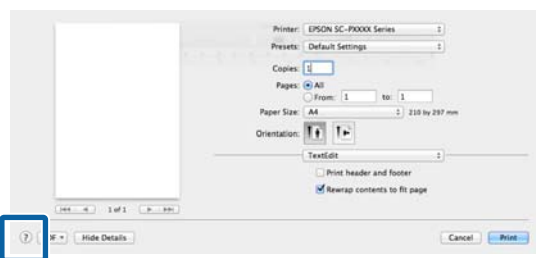 Printer: EPSON SC-PXXXX Series
Presets: Default Settings
Copies: 1
Pages: All
From: 1 to: 1
Paper Size: A4 210 by 297 mm
Orientation:
TextEdit
Print header and footer
Rewrap contents to fit page
1 of 1
? Hide Details Cancel Print